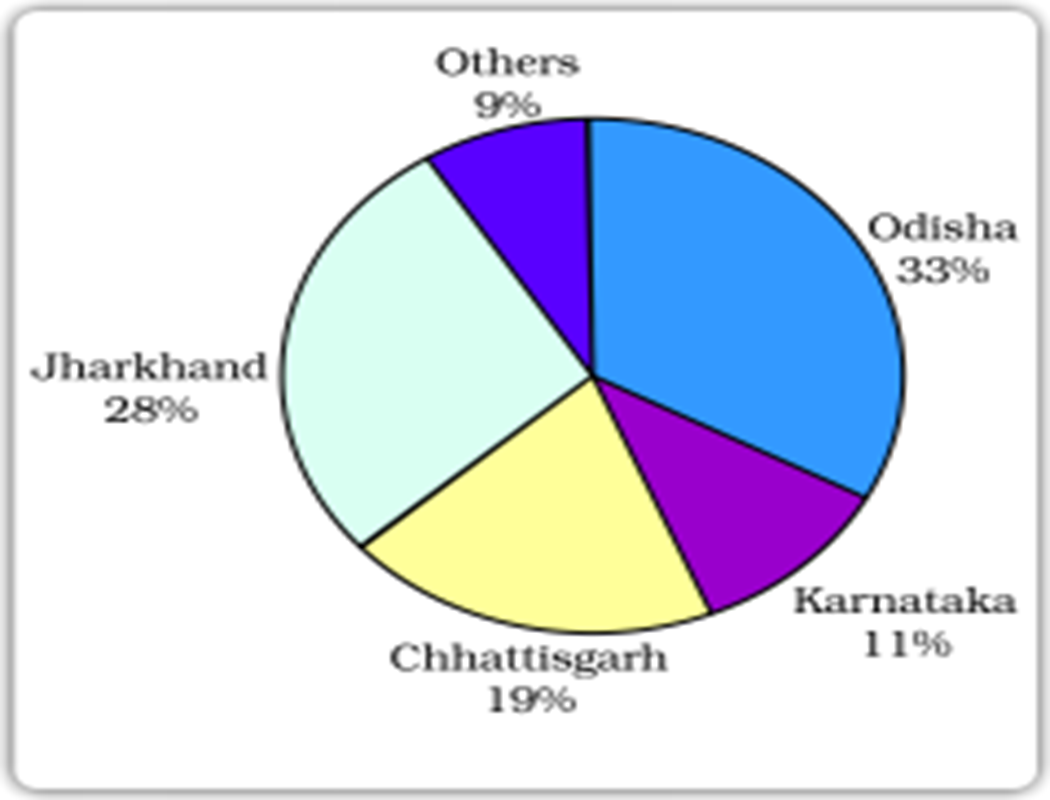 Others
9%
Odisha
33%
Jharkhand
28%
Karnataka
11%
Chhattisgarh
19%